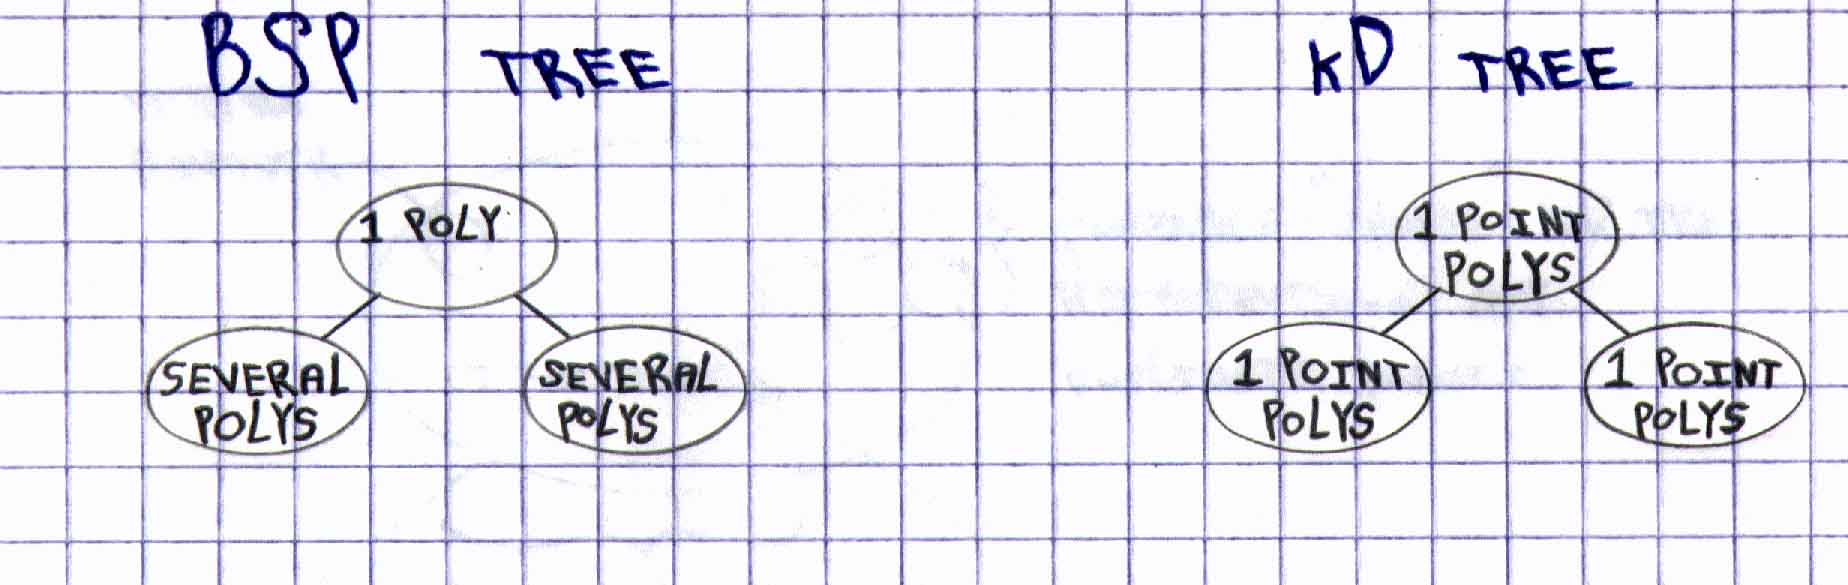 BSP TREE
kD TREE
1 POLY
SEVERAL
POLYS
SEVERAL
POLYS
1 POINT
POLYS
1 POINT
POLYS
1 POINT
POLYS